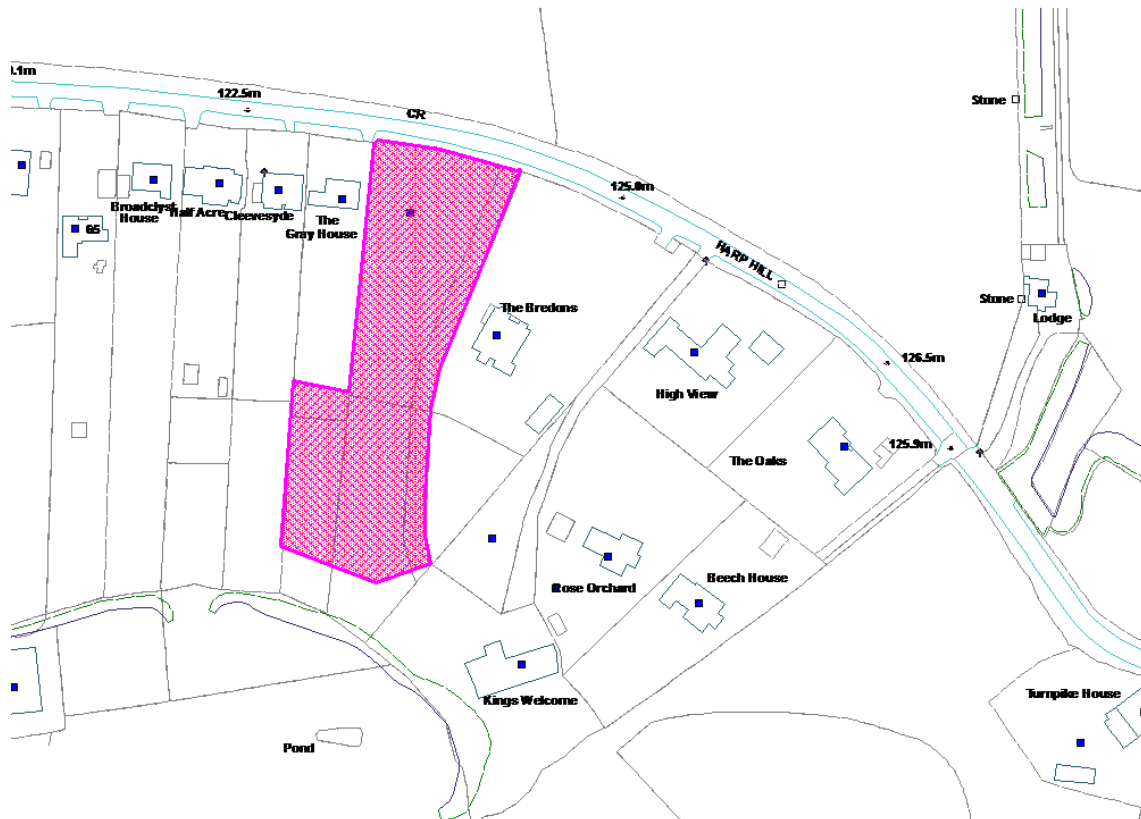 0.1m
122.5m
CR
Stone
125.0m
Broadclyst
House
Half Acre
Cleevesyde
The
Gray House
65
HARP HILL
Stone
Lodge
The Bredons
126.5m
High View
125.9m
The Oaks
Beech House
Rose Orchard
Kings Welcome
Turnpike House
Pond